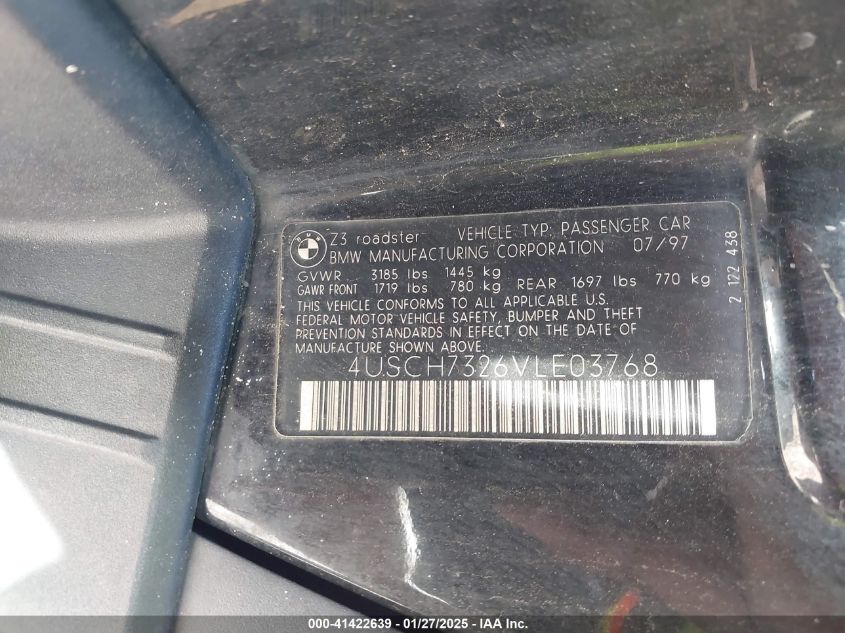 BMW
Z3 roadster VEHICLE TYP: PASSENGER CAR
BMW MANUFACTURING CORPORATION 07/97
GVWR 3185 lbs 1445 kg
GAWR FRONT 1719 lbs 780 kg REAR 1697 lbs 770 kg
THIS VEHICLE CONFORMS TO ALL APPLICABLE U.S.
FEDERAL MOTOR VEHICLE SAFETY, BUMPER AND THEFT
PREVENTION STANDARDS IN EFFECT ON THE DATE OF
MANUFACTURE SHOWN ABOVE.
4USCH7326VLE03768
2 122 438
000-41422639 - 01/27/2025 - IAA Inc.